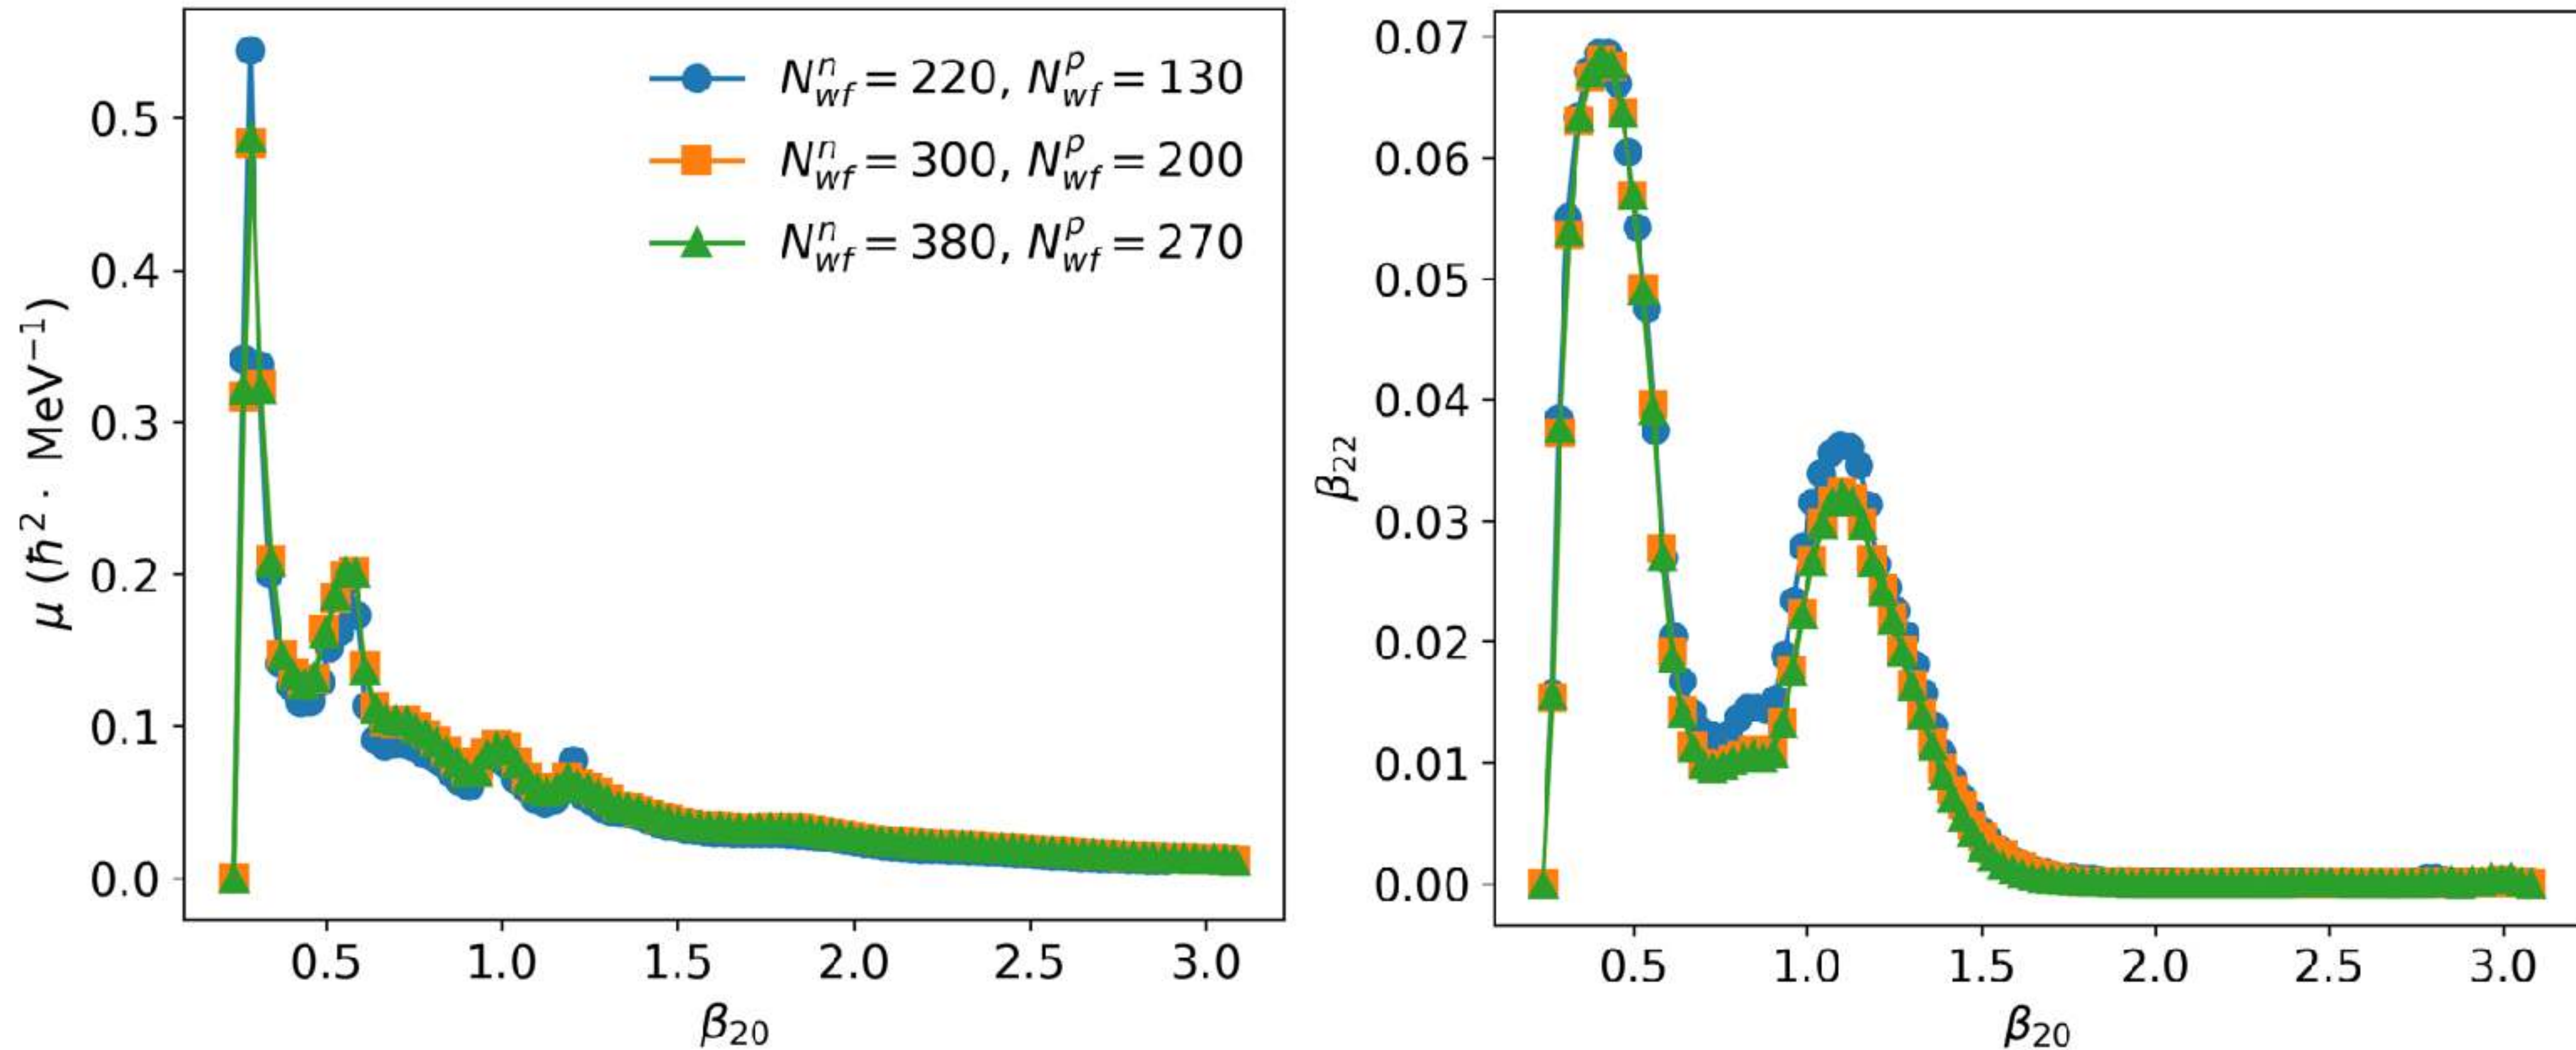 0.5
0.4
0.3
0.2
0.1
0.0
μ (ħ² · MeV⁻¹)
0.5 1.0 1.5 2.0 2.5 3.0
β₂₀
N^n_wf = 220, N^p_wf = 130
N^n_wf = 300, N^p_wf = 200
N^n_wf = 380, N^p_wf = 270
0.07
0.06
0.05
0.04
0.03
0.02
0.01
0.00
β₂₂
0.5 1.0 1.5 2.0 2.5 3.0
β₂₀